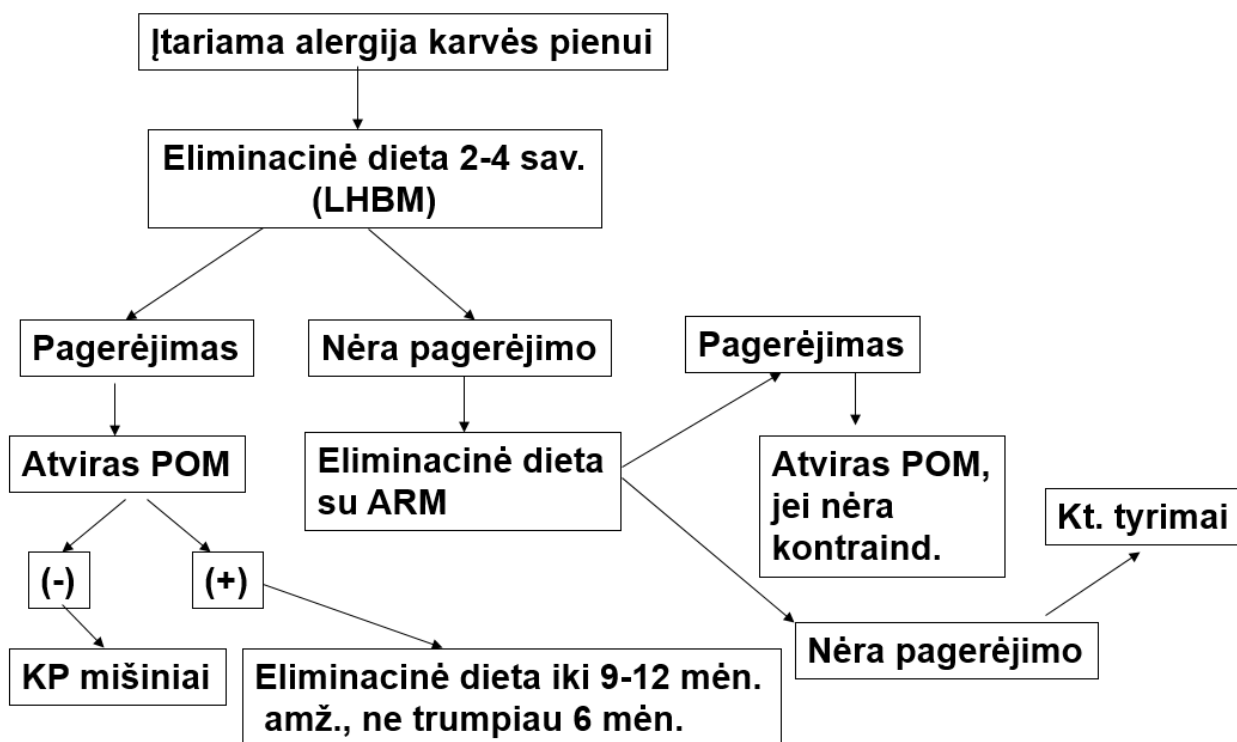 Įtariama alergija karvės pienui
Eliminacinė dieta 2-4 sav.
(LHBM)
Pagerėjimas
Nėra pagerėjimo
Pagerėjimas
Atviras POM
Eliminacinė dieta
su ARM
Atviras POM,
jei nėra
kontraind.
Kt. tyrimai
(-)
(+)
Nėra pagerėjimo
KP mišiniai
Eliminacinė dieta iki 9-12 mėn.
amž., ne trumpiau 6 mėn.